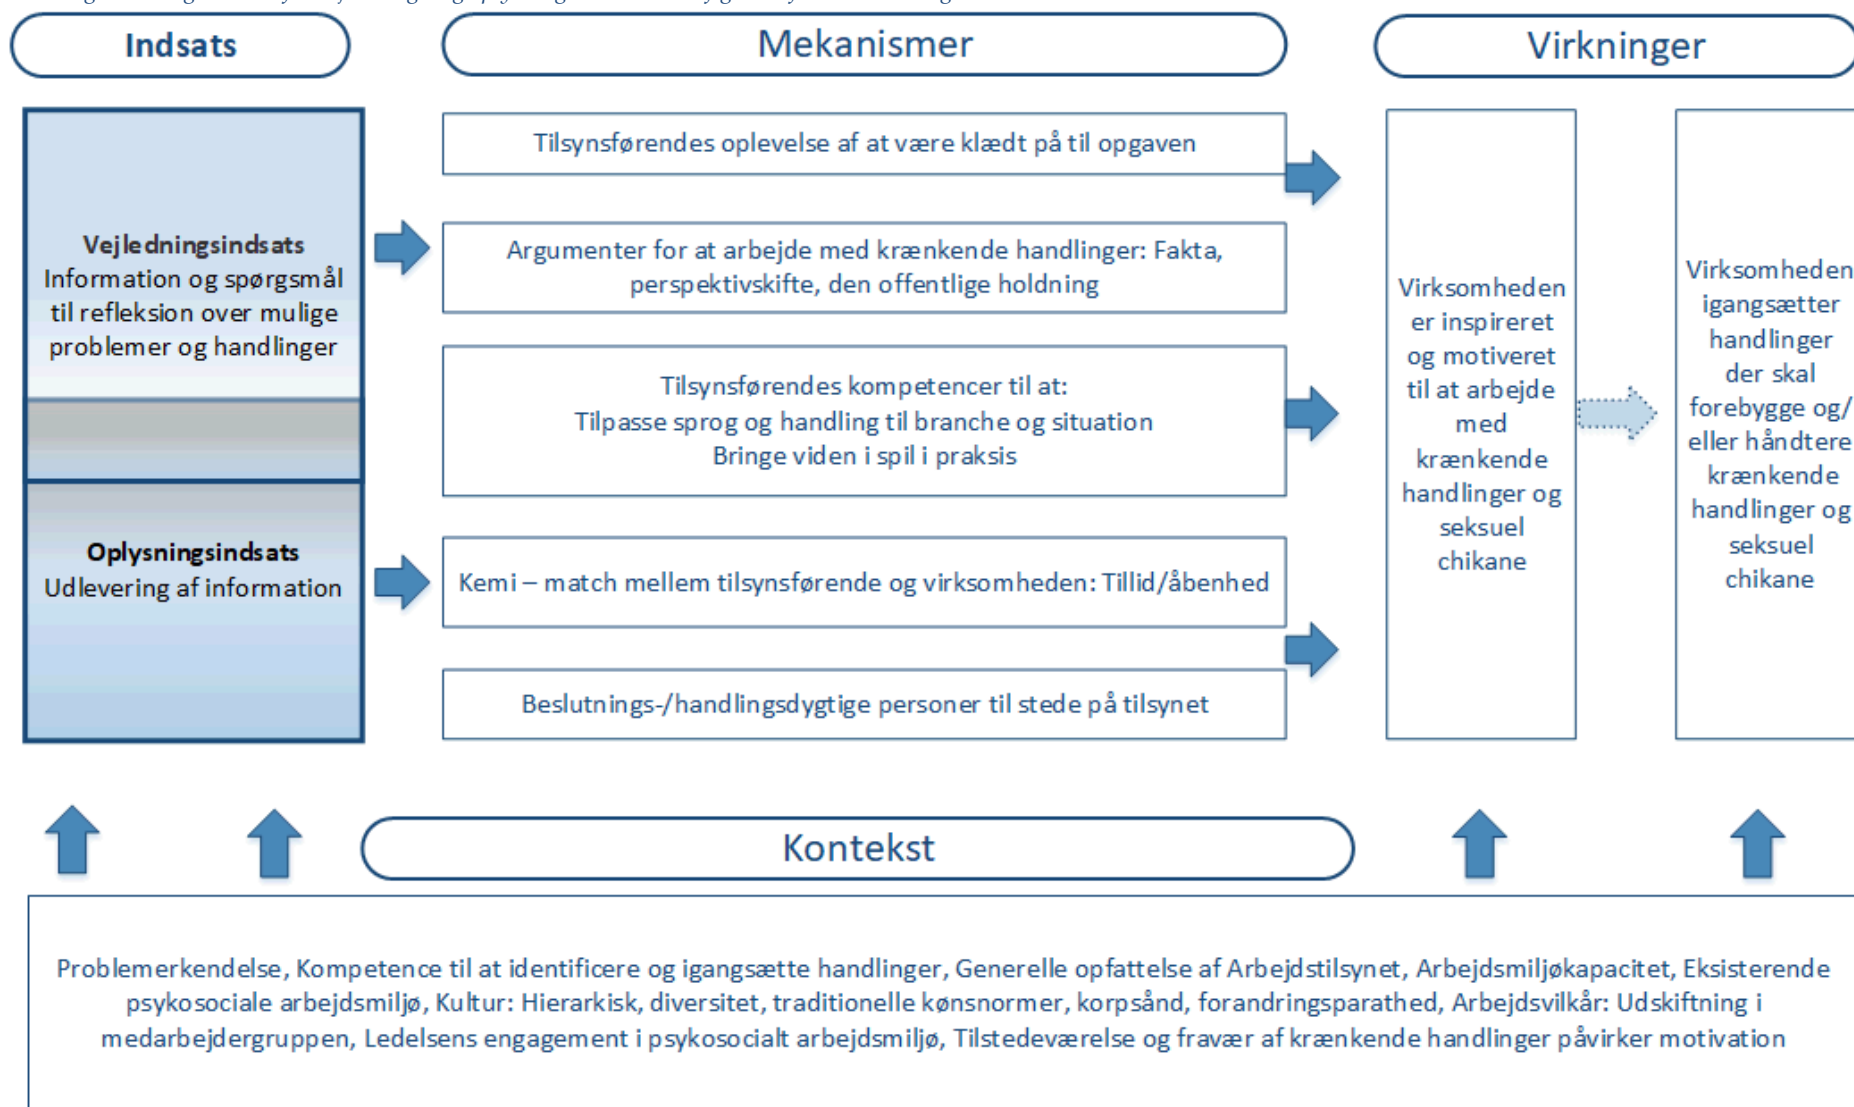 Indsats
Mekanismer
Virkninger
Vejledningsindsats
Information og spørgsmål
til refleksion over mulige
problemer og handlinger
Oplysningsindsats
Udlevering af information
Tilsynsførendes oplevelse af at være klædt på til opgaven
Argumenter for at arbejde med krænkende handlinger: Fakta,
perspektivskifte, den offentlige holdning
Tilsynsførendes kompetencer til at:
Tilpasse sprog og handling til branche og situation
Bringe viden i spil i praksis
Kemi – match mellem tilsynsførende og virksomheden: Tillid/åbenhed
Beslutnings-/handlingsdygtige personer til stede på tilsynet
Virksomheden
er inspireret
og motiveret
til at arbejde
med
krænkende
handlinger og
seksuel
chikane
Virksomheden
igangsætter
handlinger
der skal
forebygge og/
eller håndtere
krænkende
handlinger og
seksuel
chikane
Kontekst
Problemerkendelse, Kompetence til at identificere og igangsætte handlinger, Generelle opfattelse af Arbejdstilsynet, Arbejdsmiljøkapacitet, Eksisterende
psykosociale arbejdsmiljø, Kultur: Hierarkisk, diversitet, traditionelle kønsnormer, korpsånd, forandringsparathed, Arbejdsvilkår: Udskiftning i
medarbejdergruppen, Ledelsens engagement i psykosocialt arbejdsmiljø, Tilstedeværelse og fravær af krænkende handlinger påvirker motivation